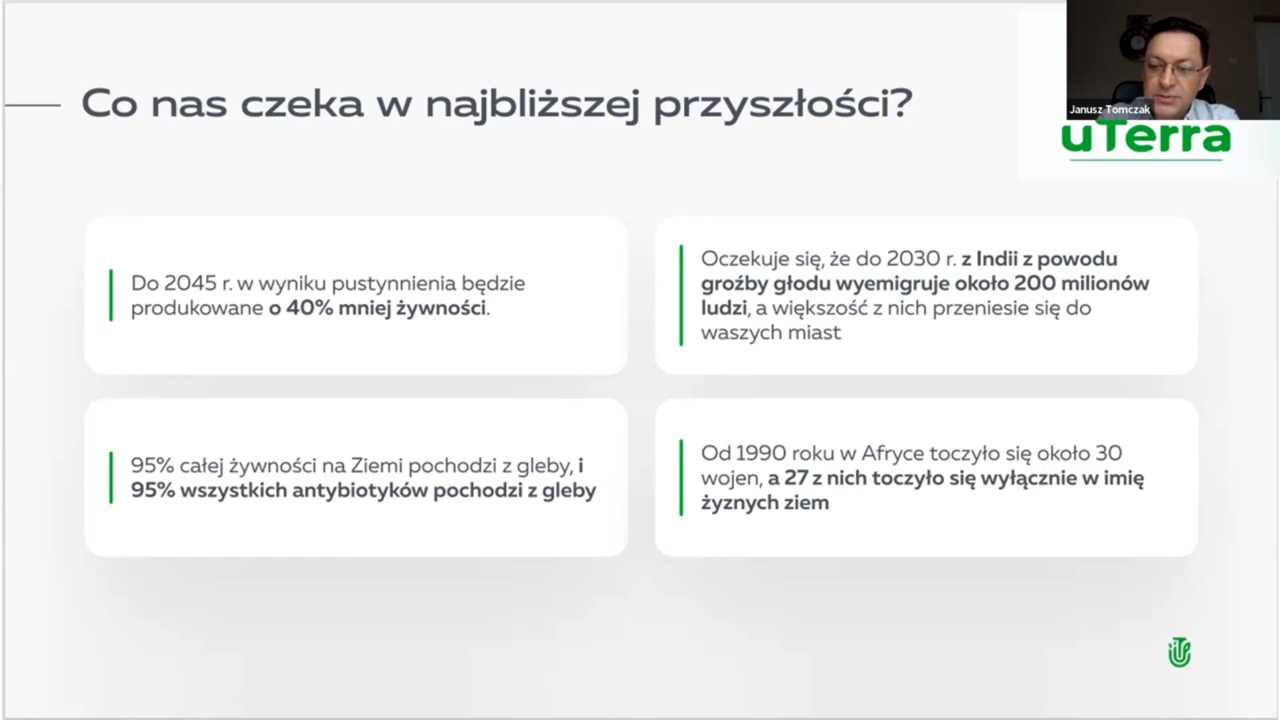 Co nas czeka w najbliższej przyszłości?
Janusz Tomczak
uTerra
Do 2045 r. w wyniku pustynnienia będzie
produkowane o 40% mniej żywności.
Oczekuje się, że do 2030 r. z Indii z powodu
groźby głodu wyemigruje około 200 milionów
ludzi, a większość z nich przeniesie się do
waszych miast
95% całej żywności na Ziemi pochodzi z gleby, i
95% wszystkich antybiotyków pochodzi z gleby
Od 1990 roku w Afryce toczyło się około 30
wojen, a 27 z nich toczyło się wyłącznie w imię
żyznych ziem